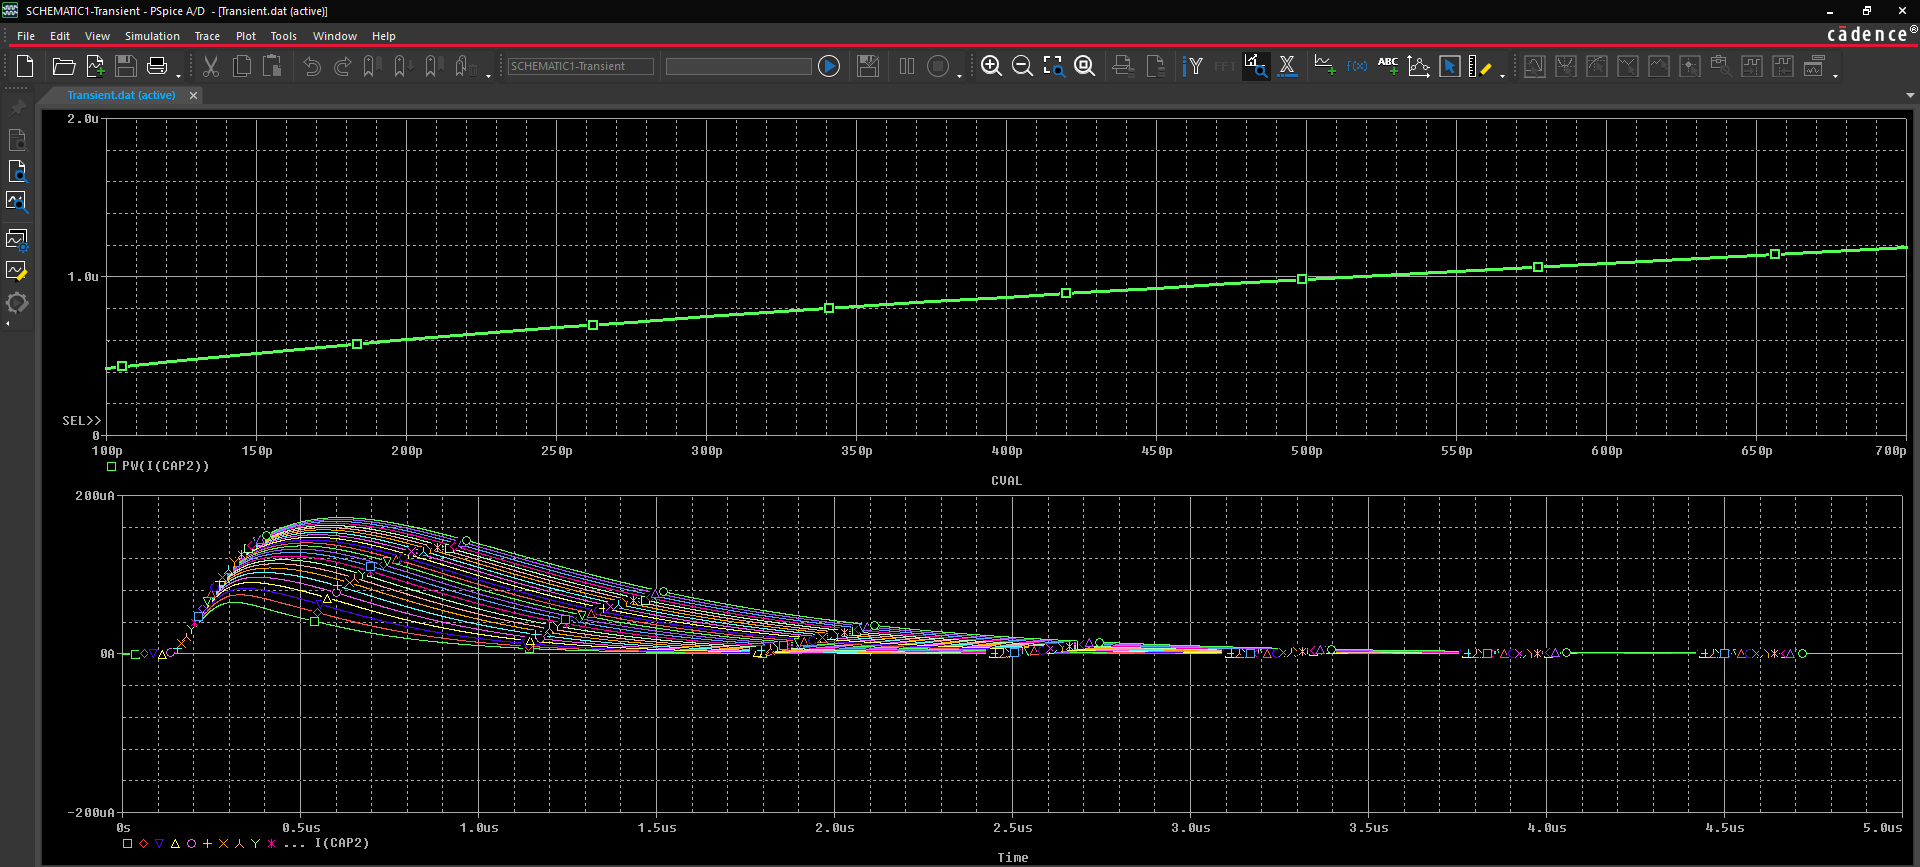 SCHEMATIC1-Transient - PSpice A/D - [Transient.dat (active)]
File Edit View Simulation Trace Plot Tools Window Help
cādence®
SCHEMATIC1-Transient
iY FFT X f(x) ABC
Transient.dat (active)
2.0u
1.0u
SEL>>
0
100p 150p 200p 250p 300p 350p 400p 450p 500p 550p 600p 650p 700p
PW(I(CAP2))
CVAL
200uA
0A
-200uA
0s 0.5us 1.0us 1.5us 2.0us 2.5us 3.0us 3.5us 4.0us 4.5us 5.0us
... I(CAP2)
Time